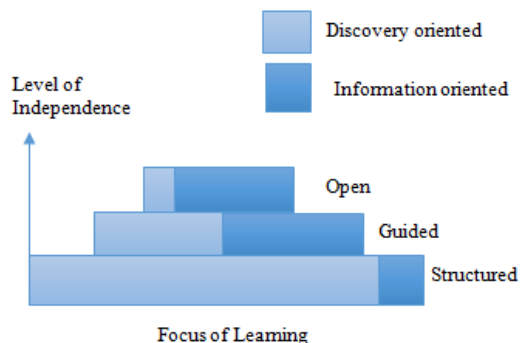 Discovery oriented
Information oriented
Level of
Independence
Open
Guided
Structured
Focus of Learning